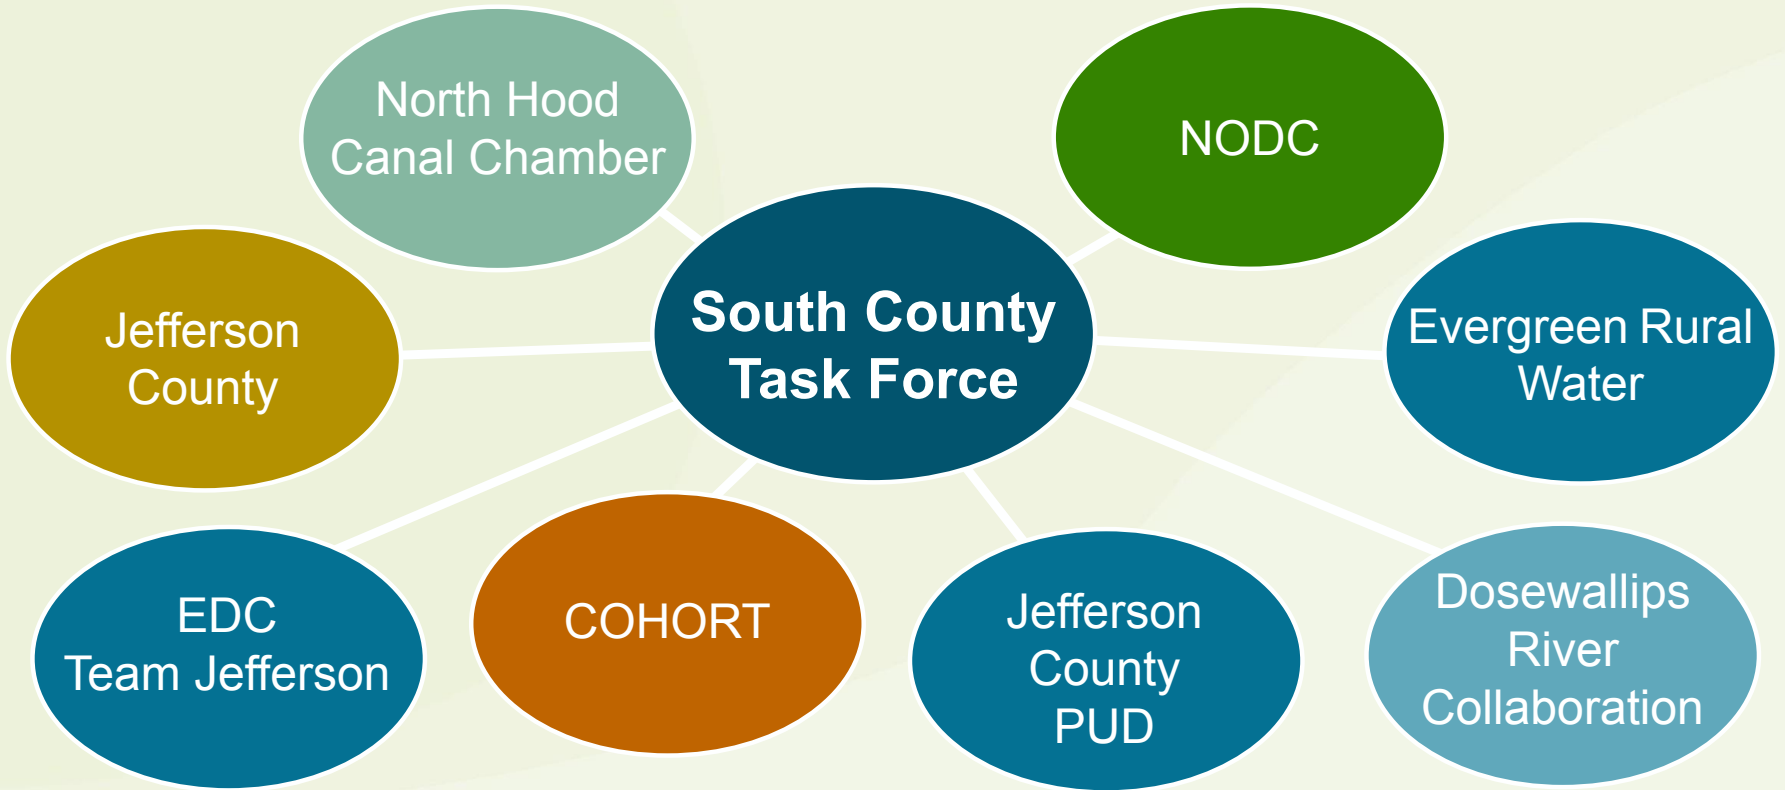 North Hood
Canal Chamber
NODC
South County
Task Force
Jefferson
County
Evergreen Rural
Water
EDC
Team Jefferson
COHORT
Jefferson
County
PUD
Dosewallips
River
Collaboration